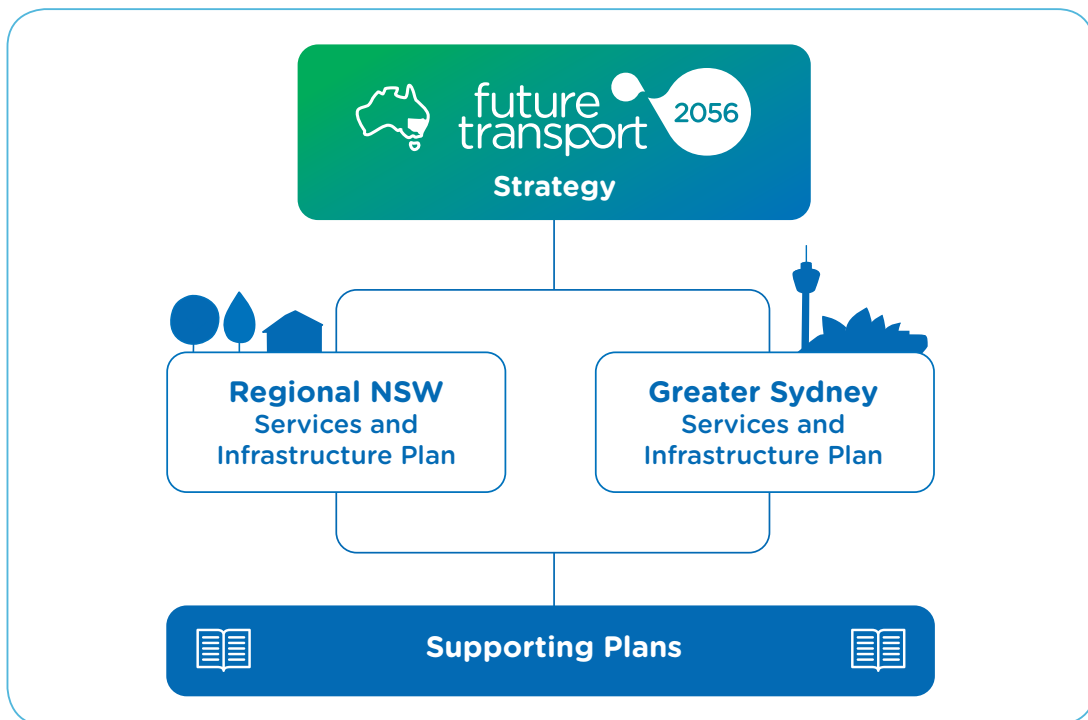 future
transport
2056
Strategy
Regional NSW
Services and
Infrastructure Plan
Greater Sydney
Services and
Infrastructure Plan
Supporting Plans